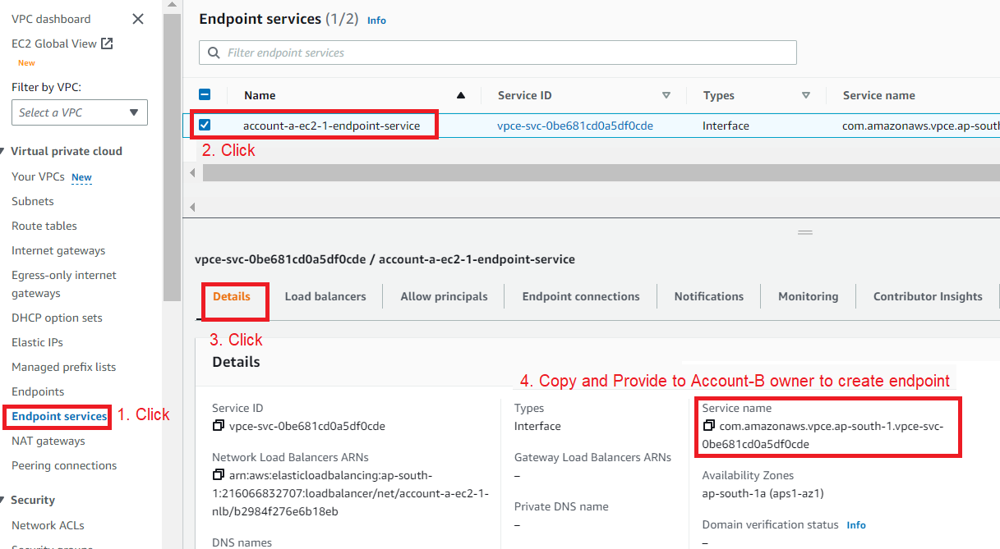 VPC dashboard
EC2 Global View
New
Filter by VPC:
Select a VPC
Virtual private cloud
Your VPCs New
Subnets
Route tables
Internet gateways
Egress-only internet
gateways
DHCP option sets
Elastic IPs
Managed prefix lists
Endpoints
Endpoint services
1. Click
NAT gateways
Peering connections
Security
Network ACLs
Security groups
Endpoint services (1/2) Info
Filter endpoint services
Name Service ID Types Service name
account-a-ec2-1-endpoint-service vpce-svc-0be681cd0a5df0cde Interface com.amazonaws.vpce.ap-south
2. Click
vpce-svc-0be681cd0a5df0cde / account-a-ec2-1-endpoint-service
Details Load balancers Allow principals Endpoint connections Notifications Monitoring Contributor Insights
3. Click
Details
4. Copy and Provide to Account-B owner to create endpoint
Service ID
vpce-svc-0be681cd0a5df0cde
Network Load Balancers ARNs
arn:aws:elasticloadbalancing:ap-south-
1:216066832707:loadbalancer/net/account-a-ec2-1-
nlb/b2984f276e6b18eb
DNS names
Types
Interface
Gateway Load Balancers ARNs
–
Private DNS name
–
Service name
com.amazonaws.vpce.ap-south-1.vpce-svc-
0be681cd0a5df0cde
Availability Zones
ap-south-1a (aps1-az1)
Domain verification status Info
–